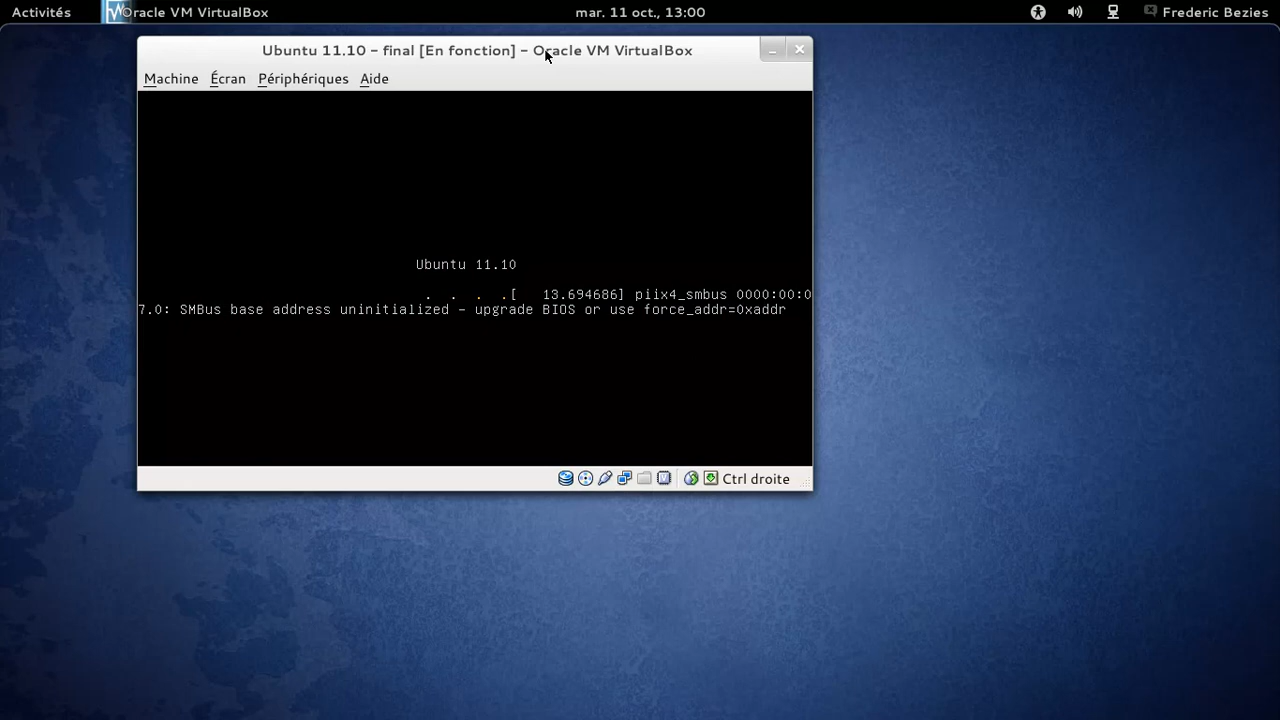 Activités Oracle VM VirtualBox mar. 11 oct., 13:00 Frederic Bezies
Ubuntu 11.10 - final [En fonction] - Oracle VM VirtualBox
Machine Écran Périphériques Aide
Ubuntu 11.10
. . . .[ 13.694686] piix4_smbus 0000:00:0
7.0: SMBus base address uninitialized - upgrade BIOS or use force_addr=0xaddr
Ctrl droite